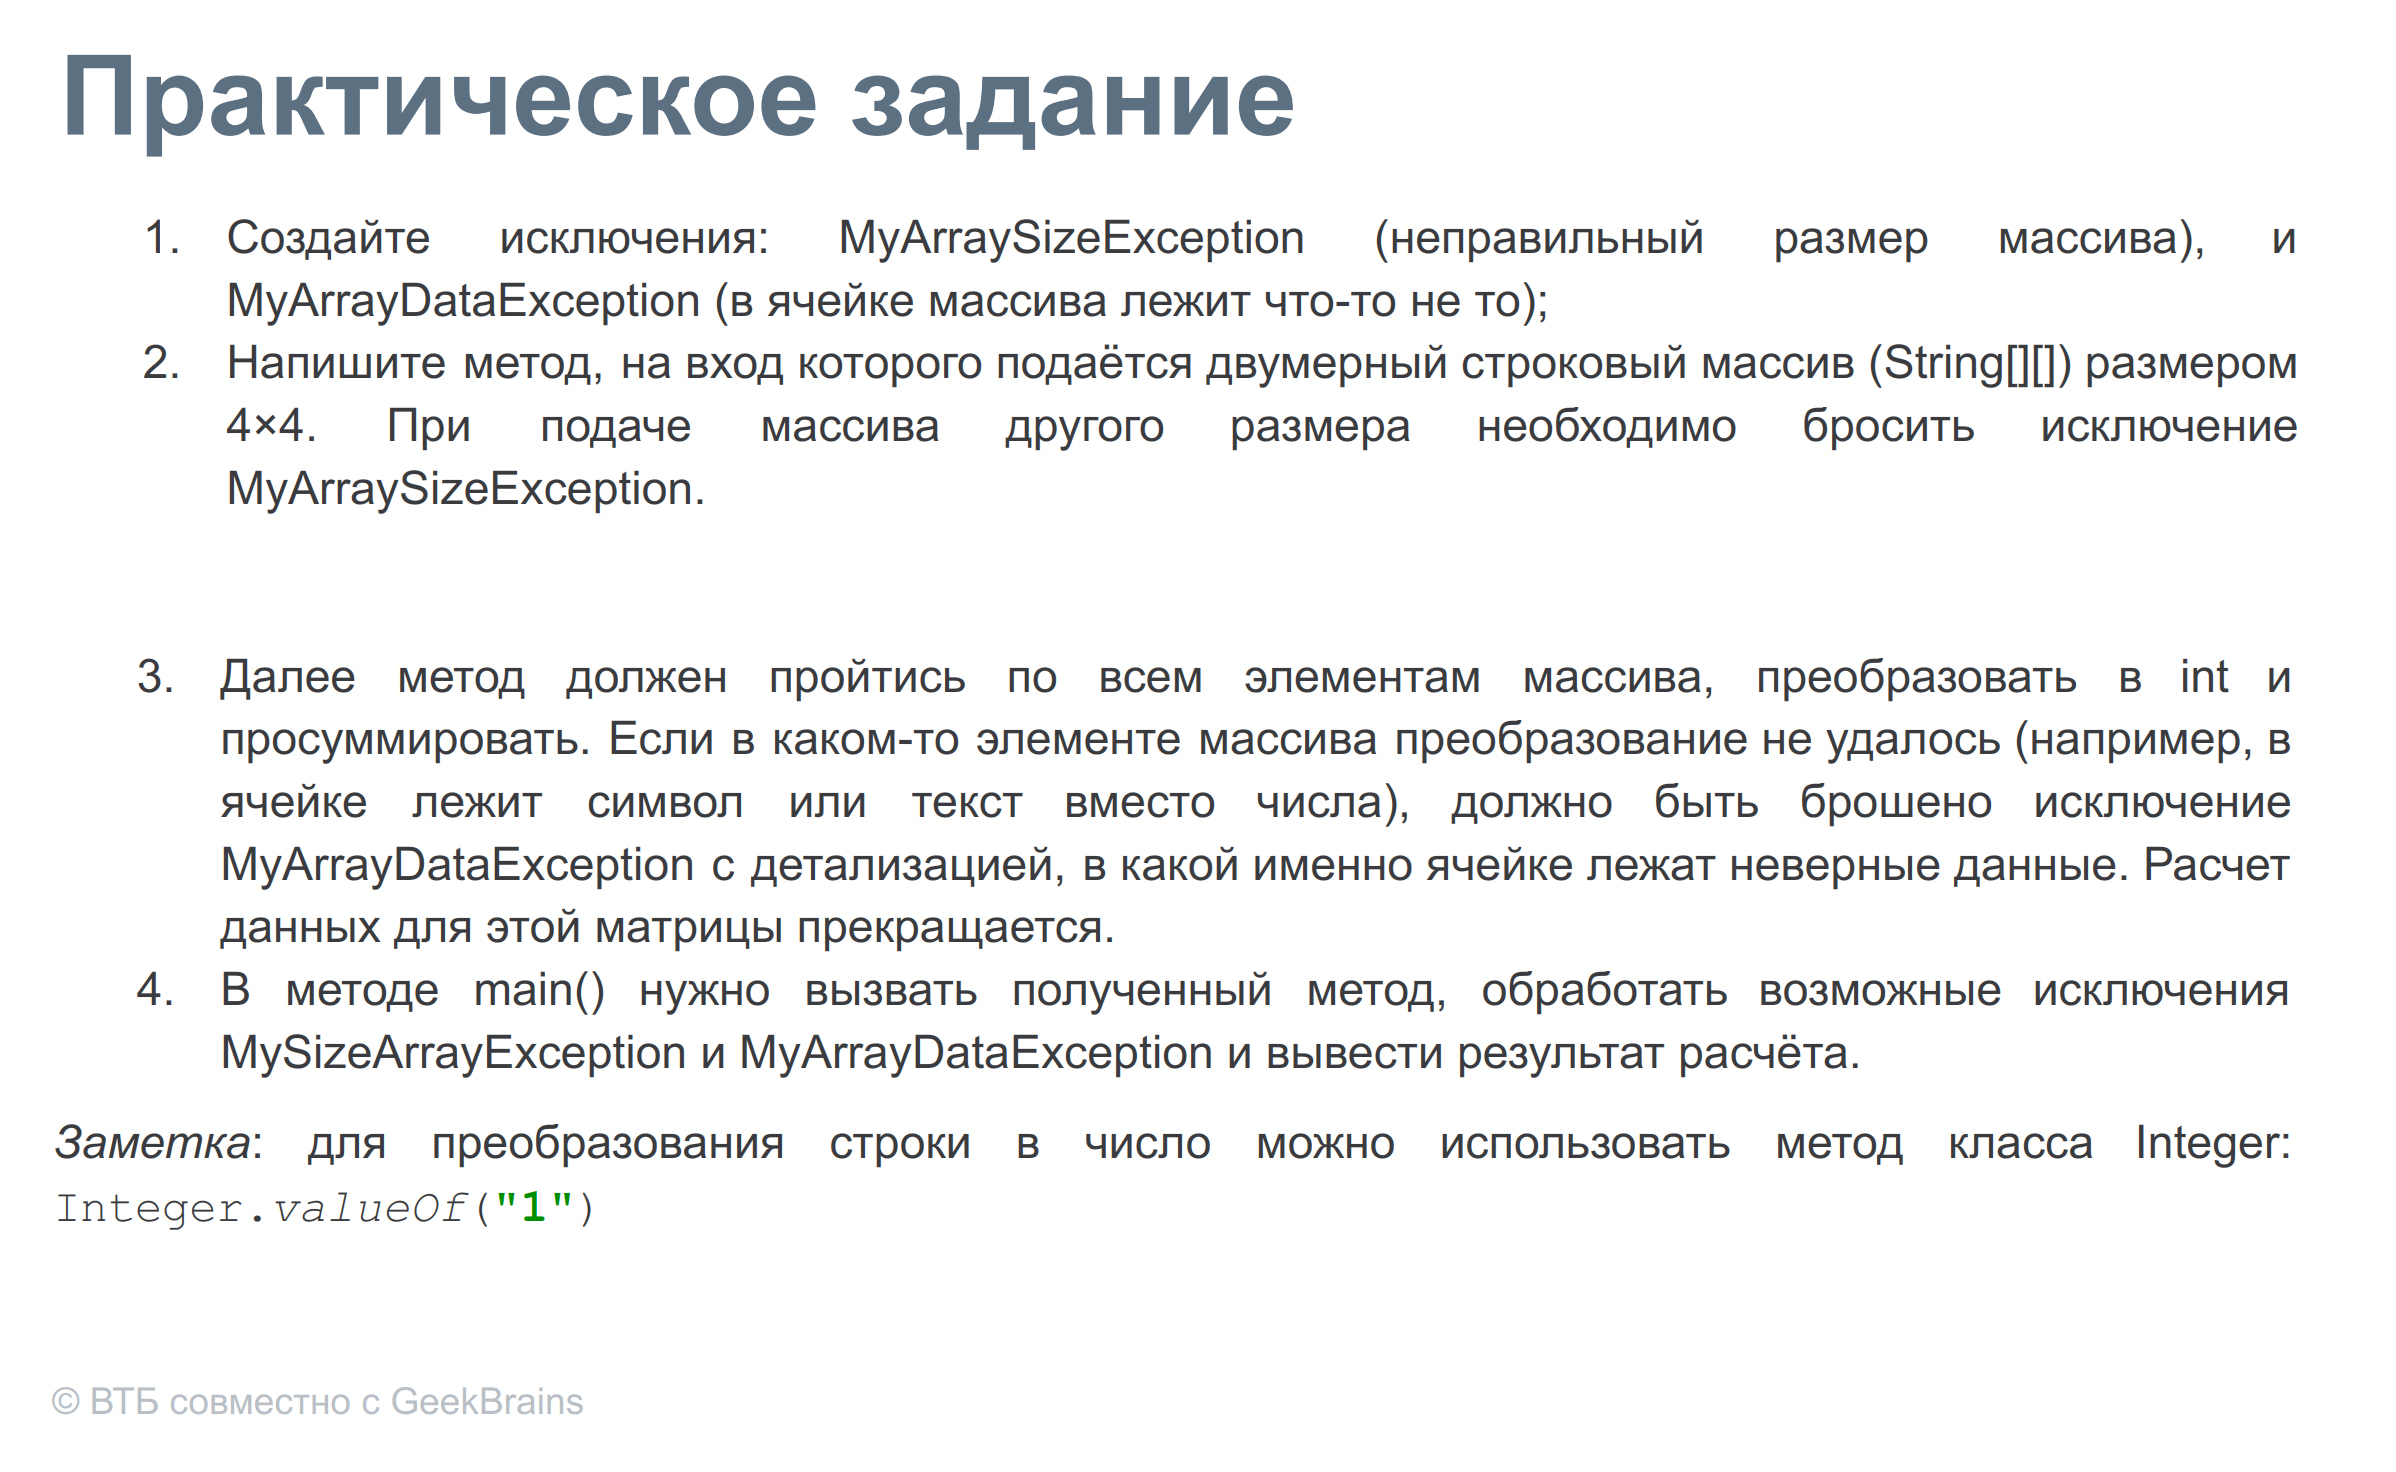 Практическое задание
1. Создайте исключения: MyArraySizeException (неправильный размер массива), и
MyArrayDataException (в ячейке массива лежит что-то не то);
2. Напишите метод, на вход которого подаётся двумерный строковый массив (String[][]) размером
4×4. При подаче массива другого размера необходимо бросить исключение
MyArraySizeException.
3. Далее метод должен пройтись по всем элементам массива, преобразовать в int и
просуммировать. Если в каком-то элементе массива преобразование не удалось (например, в
ячейке лежит символ или текст вместо числа), должно быть брошено исключение
MyArrayDataException с детализацией, в какой именно ячейке лежат неверные данные. Расчет
данных для этой матрицы прекращается.
4. В методе main() нужно вызвать полученный метод, обработать возможные исключения
MySizeArrayException и MyArrayDataException и вывести результат расчёта.
Заметка: для преобразования строки в число можно использовать метод класса Integer:
Integer.valueOf("1")
© ВТБ совместно с GeekBrains